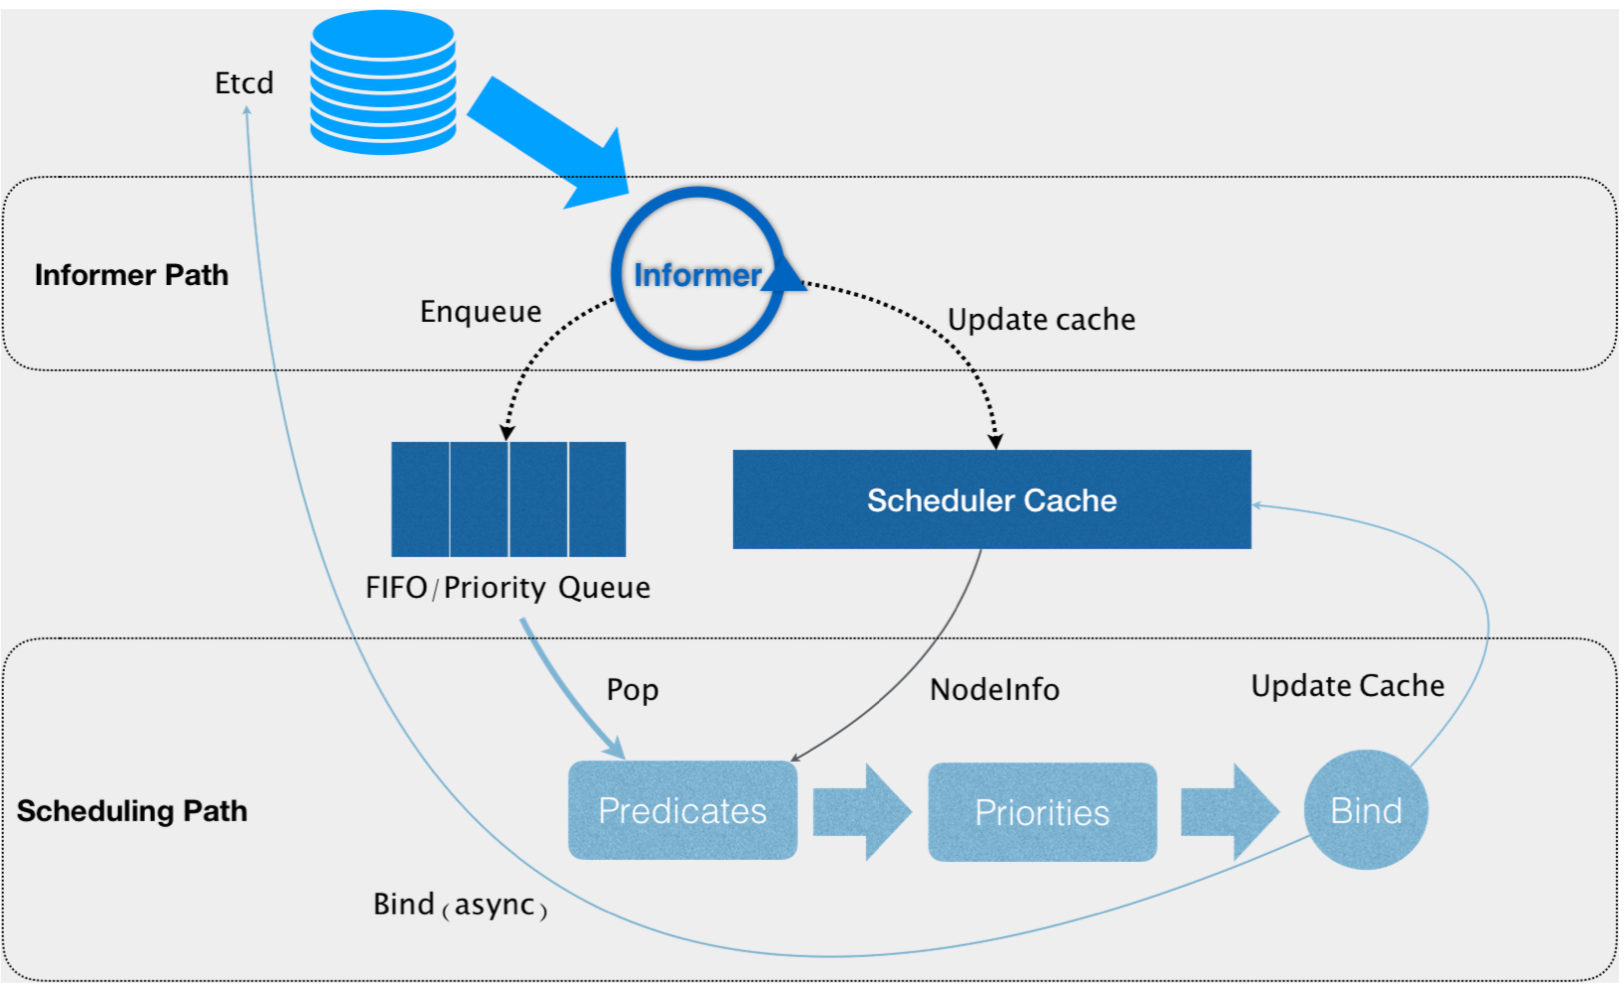 Etcd
Informer Path
Informer
Enqueue
Update cache
Scheduler Cache
FIFO/Priority Queue
Pop
NodeInfo
Update Cache
Scheduling Path
Predicates
Priorities
Bind
Bind (async)